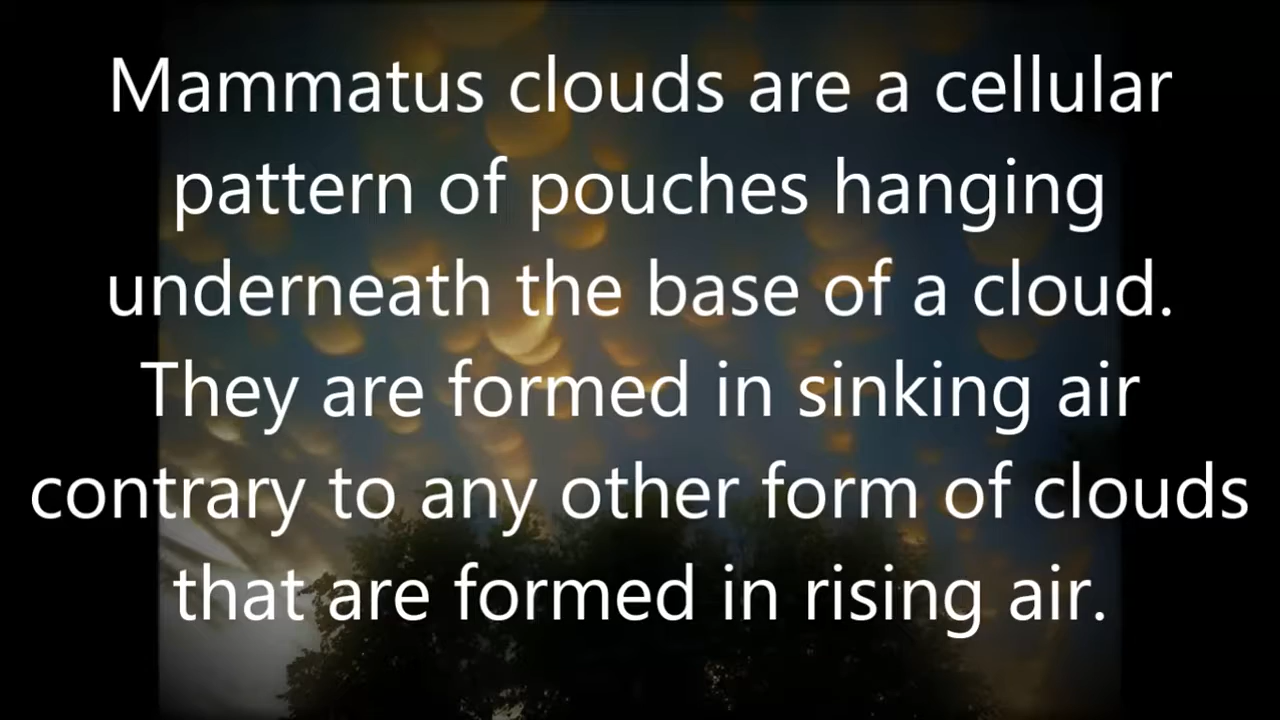 Mammatus clouds are a cellular
pattern of pouches hanging
underneath the base of a cloud.
They are formed in sinking air
contrary to any other form of clouds
that are formed in rising air.